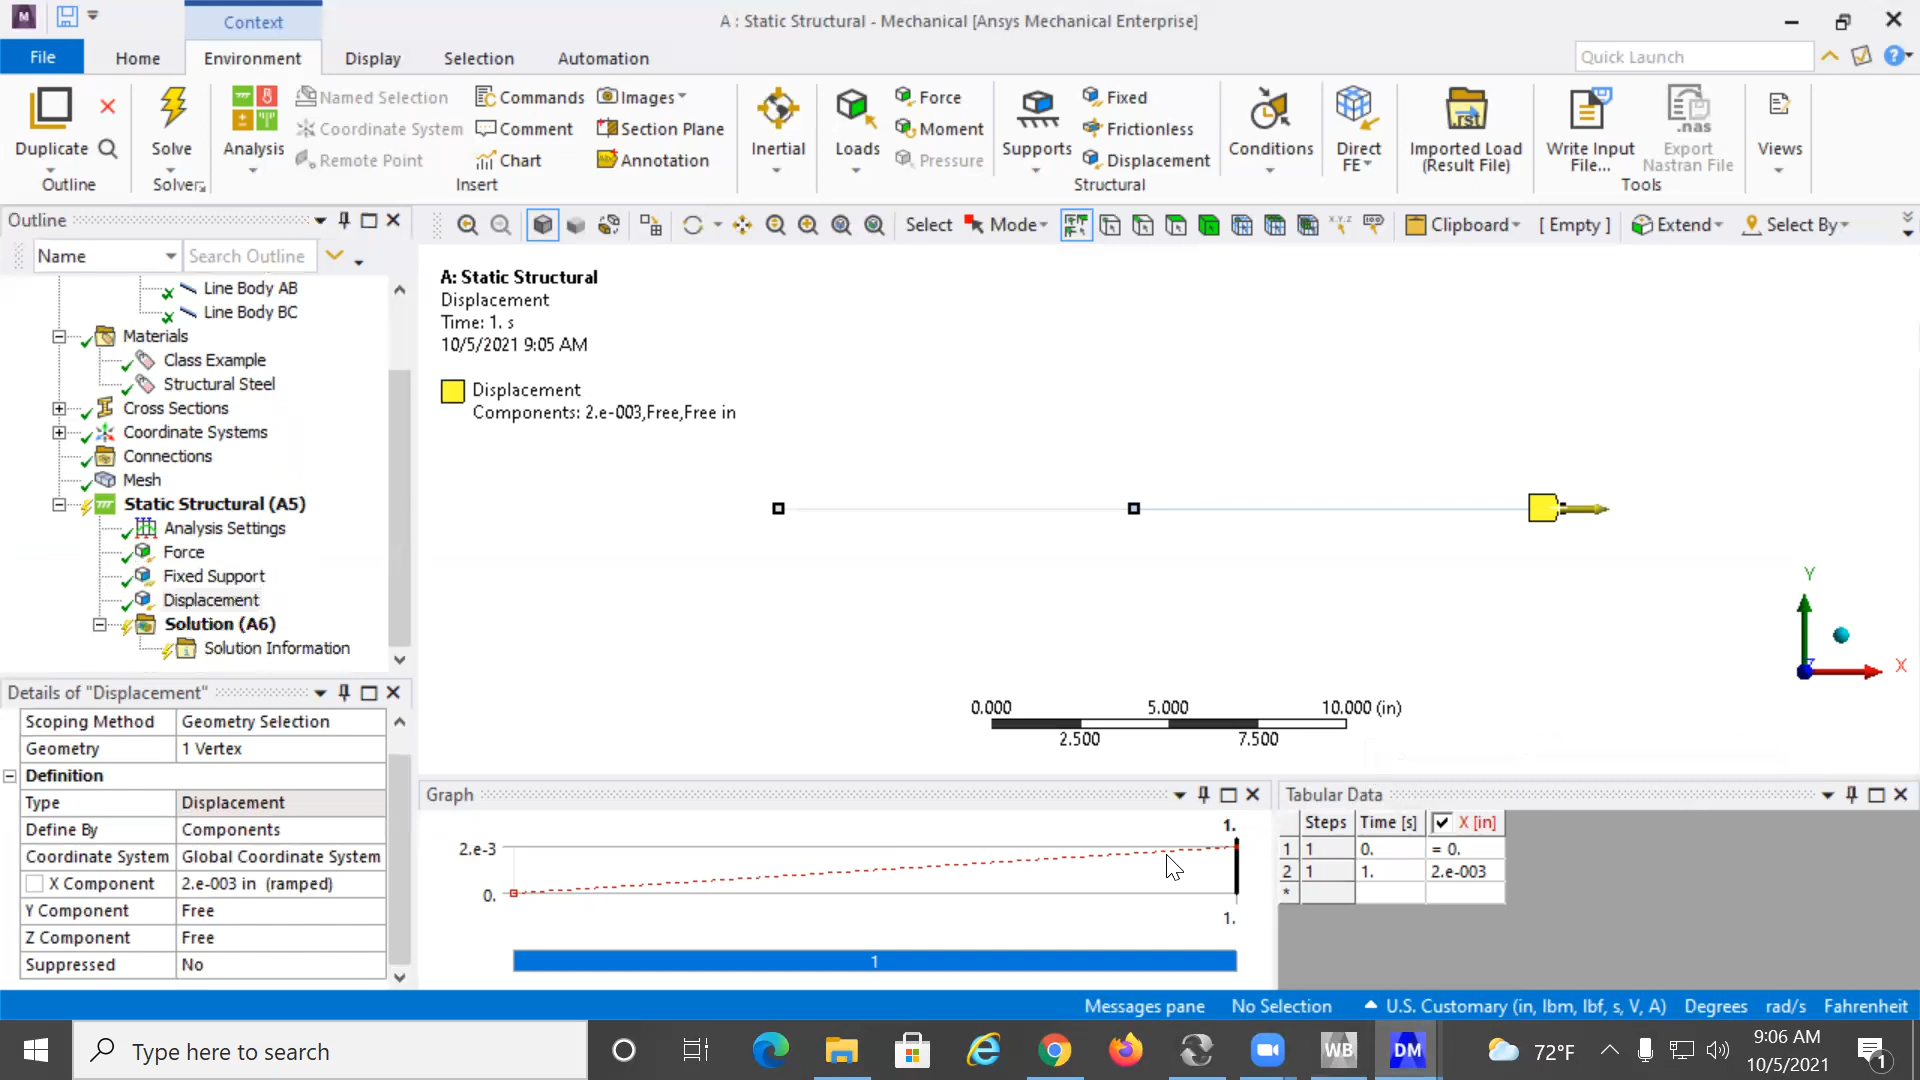 M
Context
A : Static Structural - Mechanical [Ansys Mechanical Enterprise]
File
Home
Environment
Display
Selection
Automation
Quick Launch
Duplicate
Outline
Solve
Solver
Analysis
Named Selection
Coordinate System
Remote Point
Commands
Comment
Chart
Images
Section Plane
Annotation
Insert
Inertial
Loads
Force
Moment
Pressure
Supports
Fixed
Frictionless
Displacement
Structural
Conditions
Direct
FE
.rst
Imported Load
(Result File)
Write Input
File...
.nas
Export
Nastran File
Tools
Views
Outline
Select
Mode
X,Y,Z
Clipboard
[ Empty ]
Extend
Select By
Name
Search Outline
Line Body AB
Line Body BC
Materials
Class Example
Structural Steel
Cross Sections
Coordinate Systems
Connections
Mesh
Static Structural (A5)
Analysis Settings
Force
Fixed Support
Displacement
Solution (A6)
Solution Information
A: Static Structural
Displacement
Time: 1. s
10/5/2021 9:05 AM
Displacement
Components: 2.e-003,Free,Free in
Y
Z
X
0.000 5.000 10.000 (in)
2.500 7.500
Details of "Displacement"
Scoping Method Geometry Selection
Geometry 1 Vertex
Definition
Type Displacement
Define By Components
Coordinate System Global Coordinate System
X Component 2.e-003 in (ramped)
Y Component Free
Z Component Free
Suppressed No
Graph
1.
2.e-3
0.
1.
1
Tabular Data
Steps Time [s] X [in]
1 1 0. = 0.
2 1 1. 2.e-003
*
Messages pane
No Selection
U.S. Customary (in, lbm, lbf, s, V, A)
Degrees
rad/s
Fahrenheit
Type here to search
WB
DM
72°F
9:06 AM
10/5/2021
1